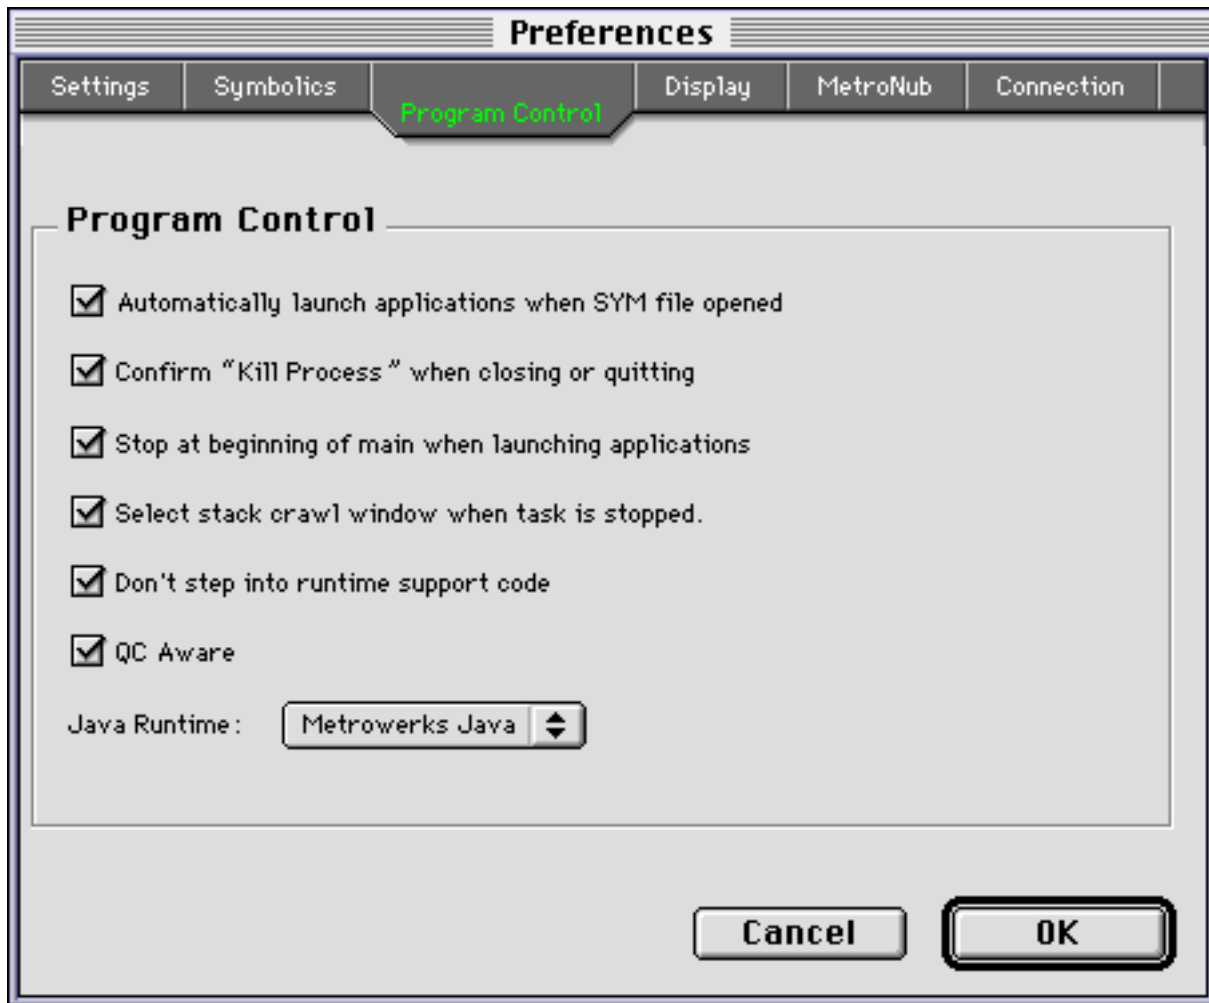 Preferences
Settings Symbolics Program Control Display MetroNub Connection
Program Control
Automatically launch applications when SYM file opened
Confirm “Kill Process” when closing or quitting
Stop at beginning of main when launching applications
Select stack crawl window when task is stopped.
Don't step into runtime support code
QC Aware
Java Runtime: Metrowerks Java
Cancel OK